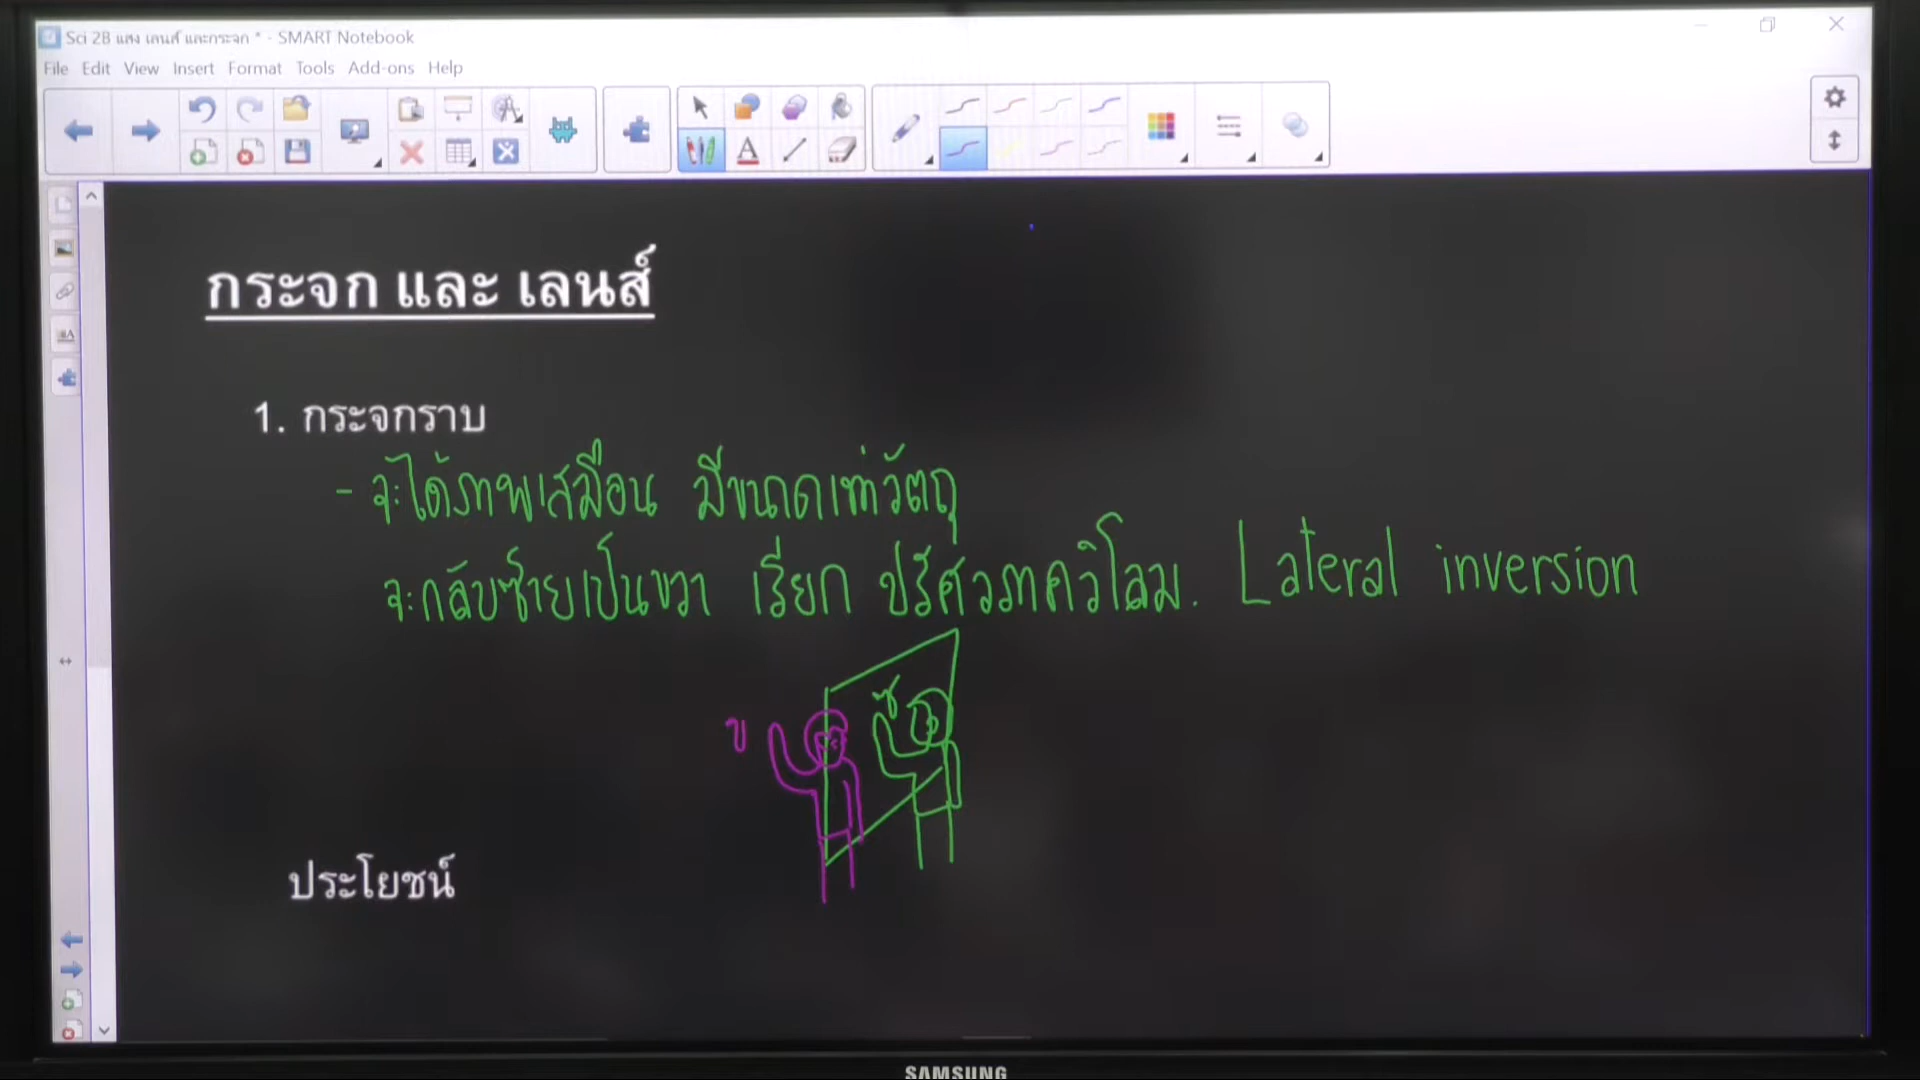 Sci 28 แสง เลนส์ และกระจก * - SMART Notebook
File Edit View Insert Format Tools Add-ons Help
กระจก และ เลนส์
1. กระจกราบ
- จะได้ภาพเสมือน มีขนาดเท่าวัตถุ
จะกลับซ้ายเป็นขวา เรียก ปรัศวภาควิโลม. Lateral inversion
ข ซ
ประโยชน์
SAMSUNG